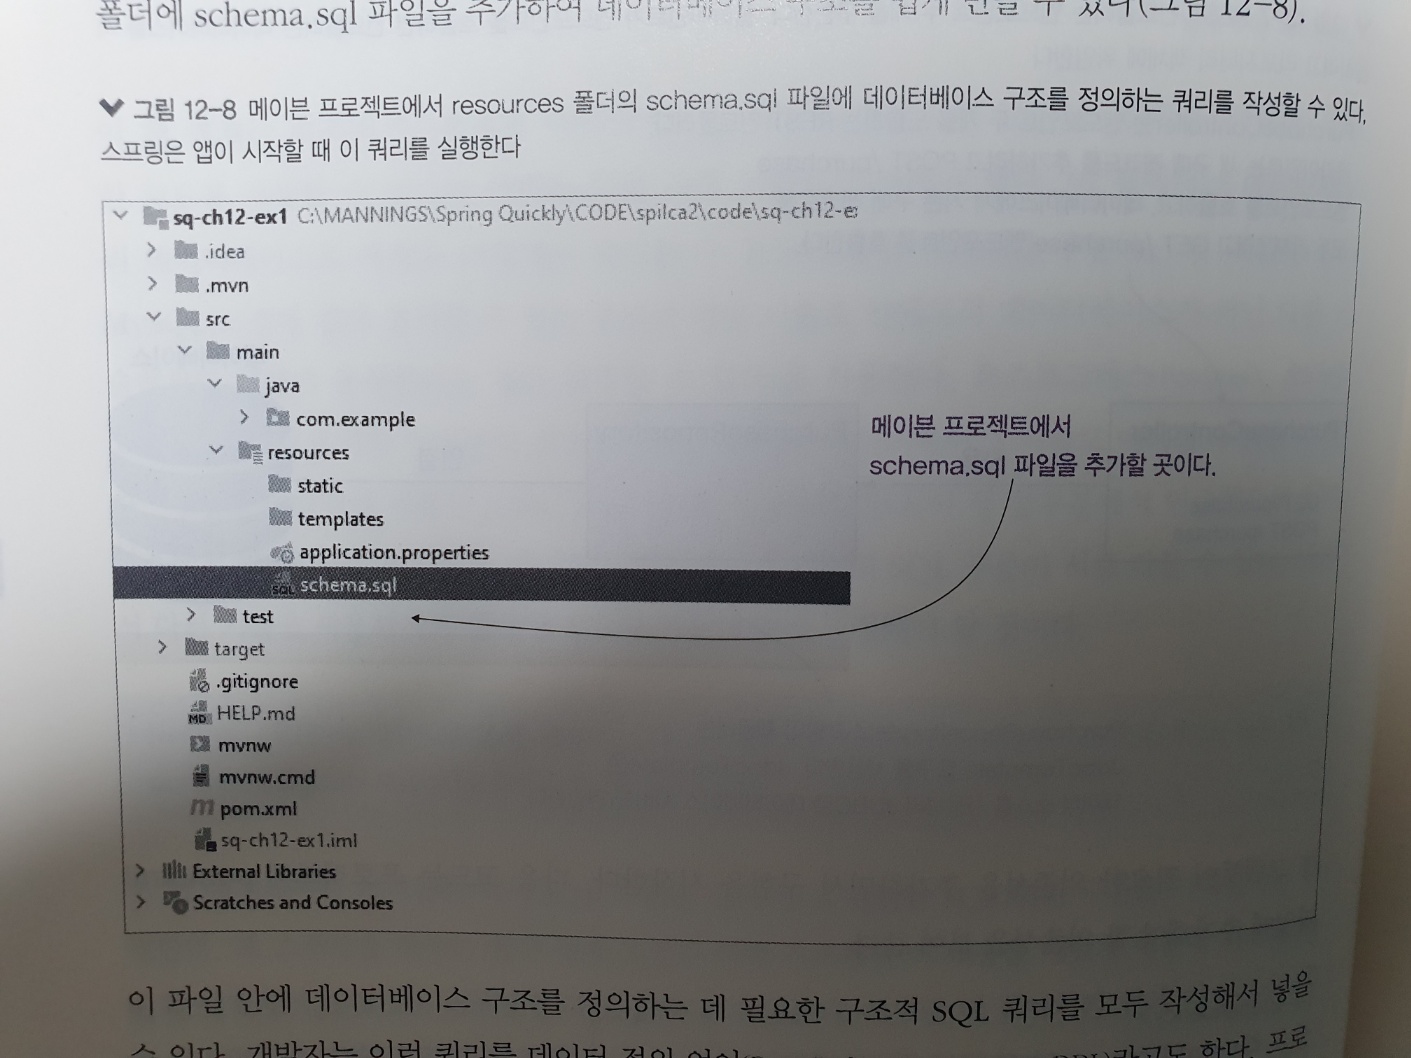 폴더에 schema.sql 파일을 추가하여 데이터베이스 구조를 쉽게 만들 수 있다(그림 12-8).
그림 12-8 메이븐 프로젝트에서 resources 폴더의 schema.sql 파일에 데이터베이스 구조를 정의하는 쿼리를 작성할 수 있다.
스프링은 앱이 시작할 때 이 쿼리를 실행한다
sq-ch12-ex1 C:\MANNINGS\Spring Quickly\CODE\spilca2\code\sq-ch12-e
.idea
.mvn
src
main
java
com.example
resources
static
templates
application.properties
schema.sql
test
target
.gitignore
HELP.md
mvnw
mvnw.cmd
pom.xml
sq-ch12-ex1.iml
External Libraries
Scratches and Consoles
메이븐 프로젝트에서
schema.sql 파일을 추가할 곳이다.
이 파일 안에 데이터베이스 구조를 정의하는 데 필요한 구조적 SQL 쿼리를 모두 작성해서 넣을
수 있다. 개발자는 이런 쿼리를 데이터 정의 언어 DDL)라고도 한다. 프로